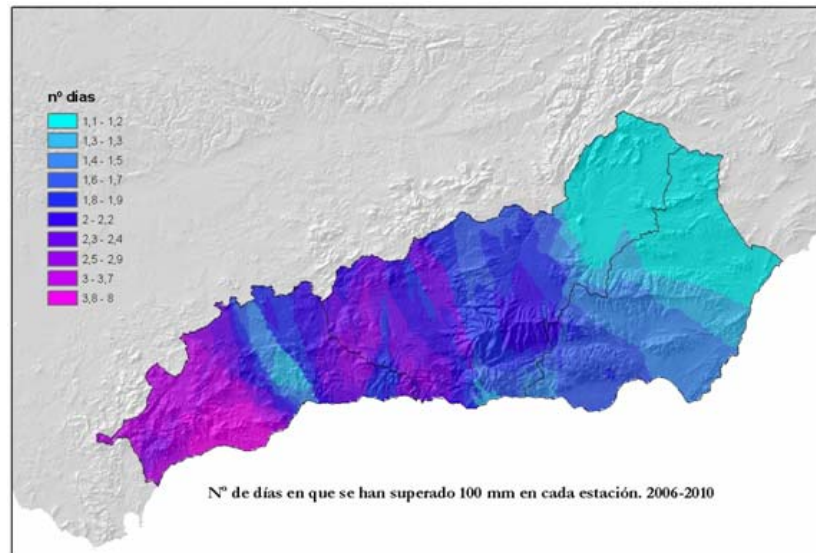 nº dias
1,1 - 1,2
1,3 - 1,3
1,4 - 1,5
1,6 - 1,7
1,8 - 1,9
2 - 2,2
2,3 - 2,4
2,5 - 2,9
3 - 3,7
3,8 - 8
Nº de días en que se han superado 100 mm en cada estación. 2006-2010